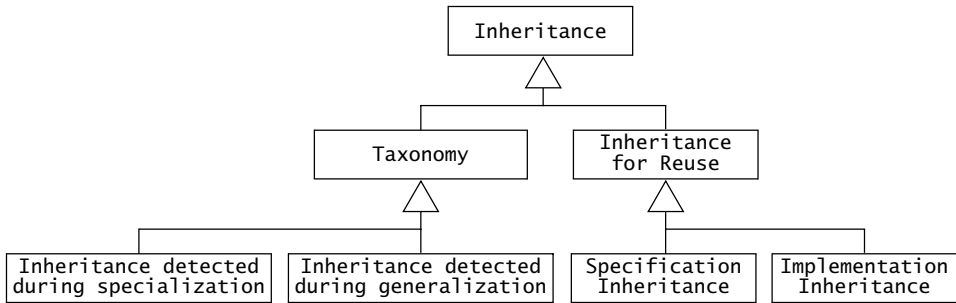 Inheritance
Taxonomy
Inheritance
for Reuse
Inheritance detected
during specialization
Inheritance detected
during generalization
Specification
Inheritance
Implementation
Inheritance